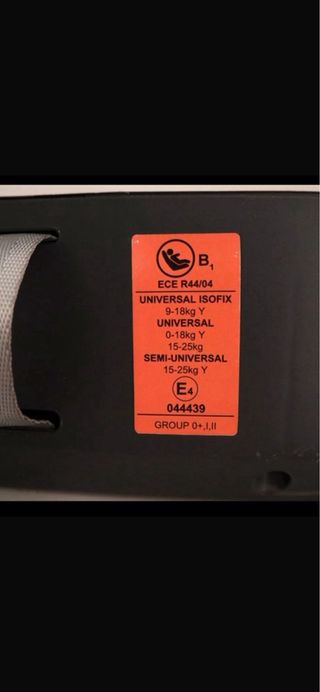 B1
ECE R44/04
UNIVERSAL ISOFIX
9-18kg Y
UNIVERSAL
0-18kg Y
15-25kg
SEMI-UNIVERSAL
15-25kg Y
E4
044439
GROUP 0+,I,II